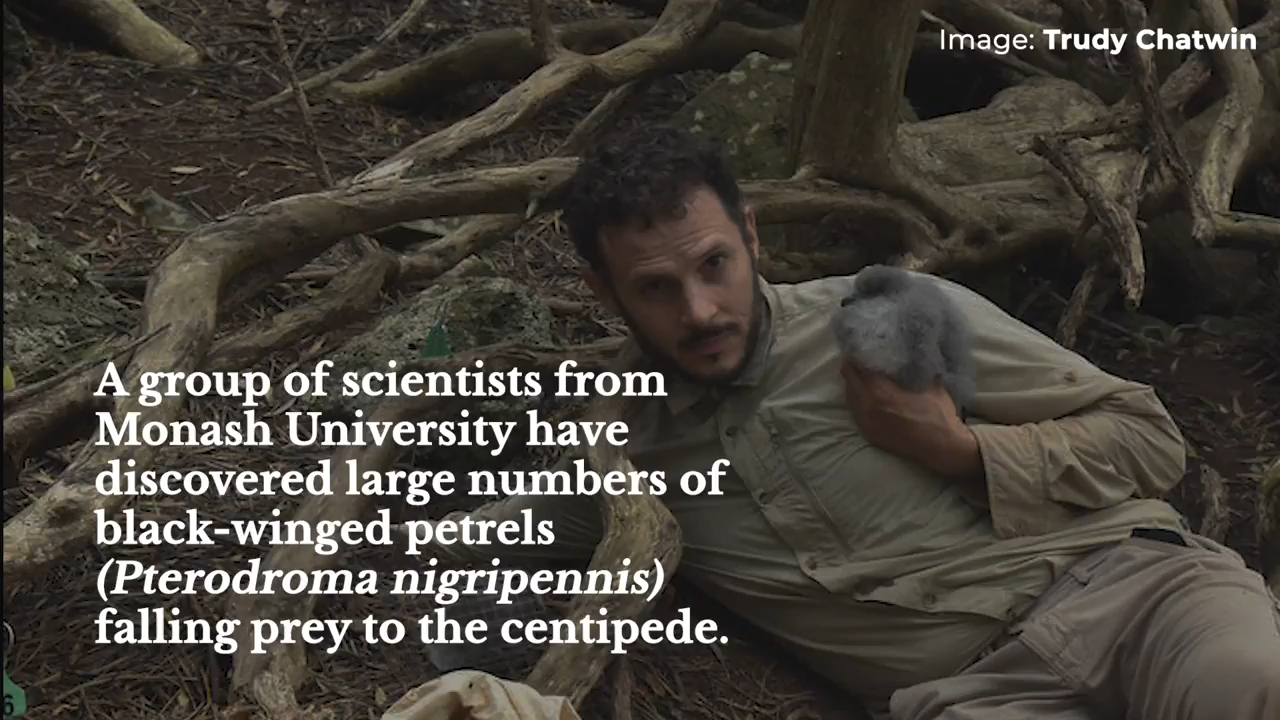 Image: Trudy Chatwin
A group of scientists from
Monash University have
discovered large numbers of
black-winged petrels
(Pterodroma nigripennis)
falling prey to the centipede.
6